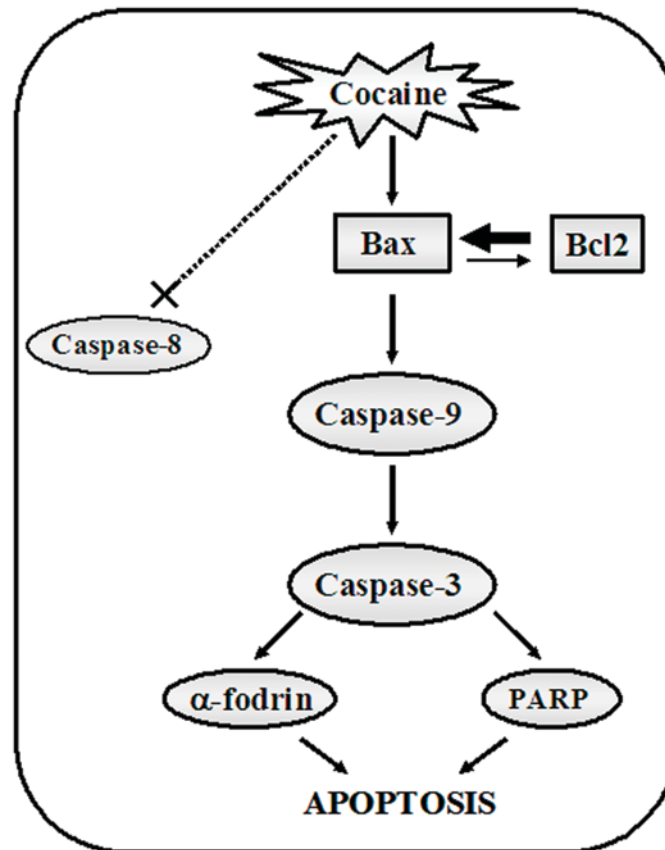 Cocaine
Bax
Bcl2
Caspase-8
Caspase-9
Caspase-3
α-fodrin
PARP
APOPTOSIS